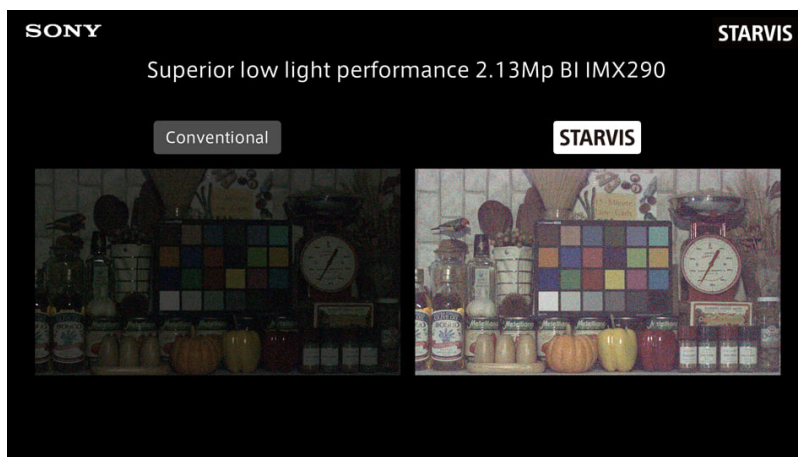 SONY
STARVIS
Superior low light performance 2.13Mp BI IMX290
Conventional
STARVIS